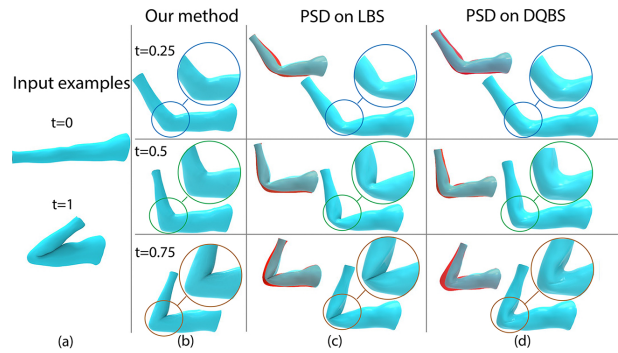 Our method
PSD on LBS
PSD on DQBS
t=0.25
Input examples
t=0
t=0.5
t=1
t=0.75
(a)
(b)
(c)
(d)